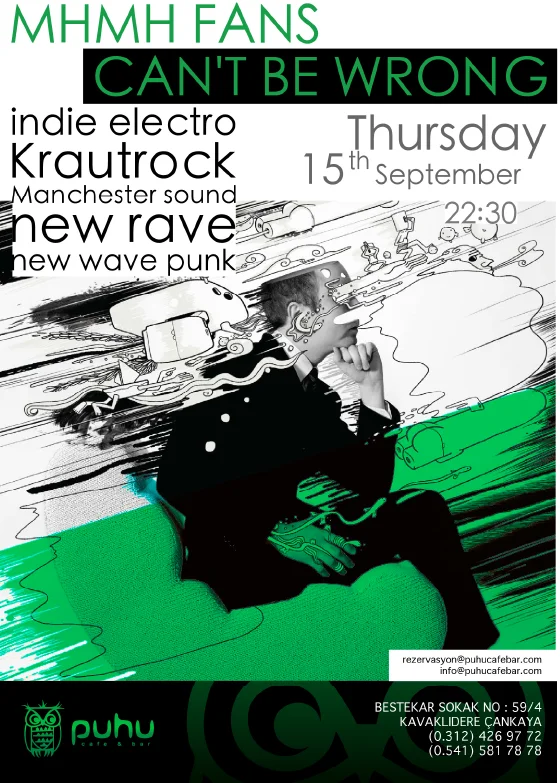 MHMH FANS
CAN'T BE WRONG
indie electro
Krautrock
Manchester sound
new rave
new wave punk
Thursday
15th September
22:30
rezervasyon@puhucafebar.com
info@puhucafebar.com
puhu
cafe & bar
BESTEKAR SOKAK NO : 59/4
KAVAKLIDERE ÇANKAYA
(0.312) 426 97 72
(0.541) 581 78 78